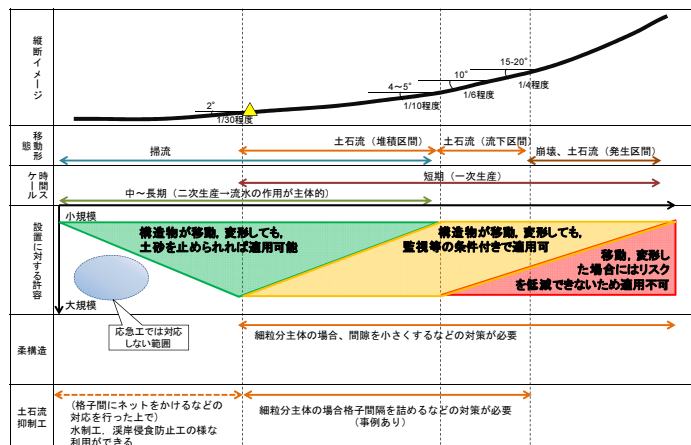 縦断イメージ
2°
1/30程度
4～5°
1/10程度
10°
1/6程度
15-20°
1/4程度
移動形態
掃流
土石流（堆積区間）
土石流（流下区間）
崩壊、土石流（発生区間）
時間スケール
短期（一次生産）
中～長期（二次生産→流水の作用が主体的）
設置に対する許容
小規模
大規模
構造物が移動，変形しても，
土砂を止められれば適用可能
構造物が移動，変形しても，
監視等の条件付きで適用可
移動，変形し
た場合にはリスク
を低減できないため適用不可
応急工では対応
しない範囲
柔構造
細粒分主体の場合、間隙を小さくするなどの対策が必要
土石流
抑制工
（格子間にネットをかけるなどの
対応を行った上で）
水制工，渓岸侵食防止工の様な
利用ができる
細粒分主体の場合格子間隔を詰めるなどの対策が必要
（事例あり）